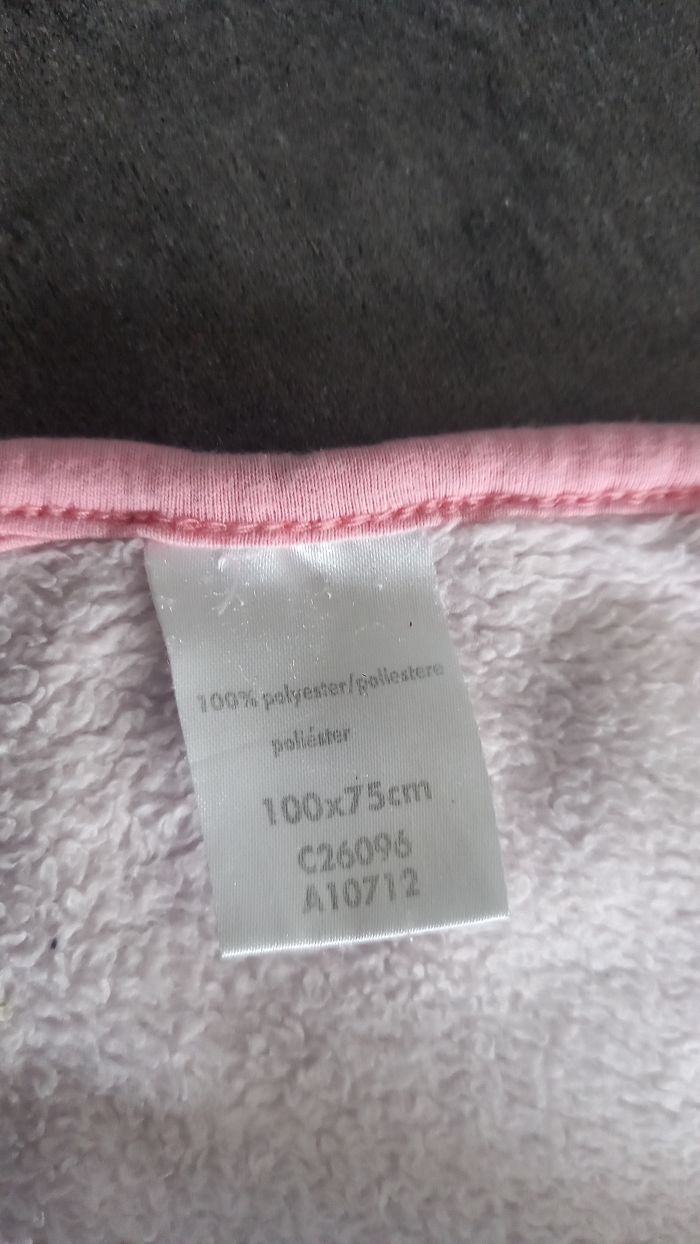 100% polyester/poliestere
poliéster
100x75cm
C26096
A10712